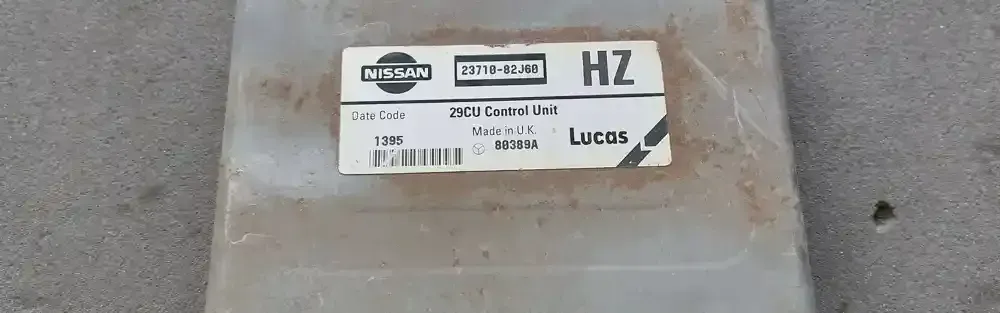 NISSAN 23710-82J60 HZ
Date Code 29CU Control Unit
1395 Made in U.K. Lucas
80389A